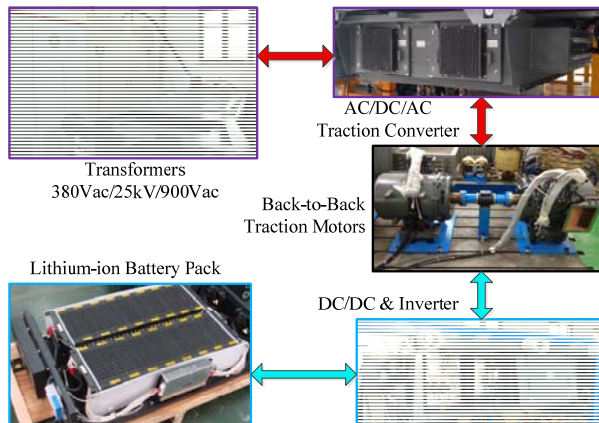 AC/DC/AC
Traction Converter
Transformers
380Vac/25kV/900Vac
Back-to-Back
Traction Motors
Lithium-ion Battery Pack
DC/DC & Inverter